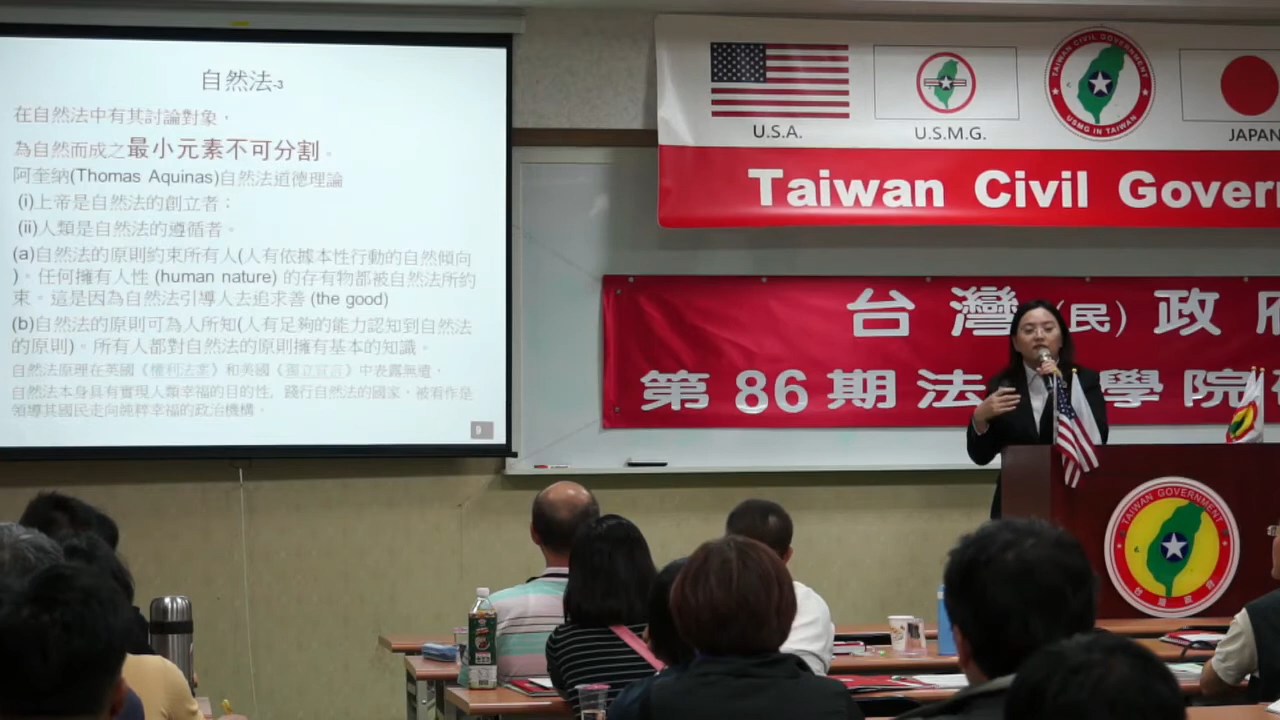 自然法-3
在自然法中有其討論對象,
為自然而成之最小元素不可分割。
阿奎納(Thomas Aquinas)自然法道德理論
(i)上帝是自然法的創立者;
(ii)人類是自然法的遵循者。
(a)自然法的原則約束所有人(人有依據本性行動的自然傾向
)。任何擁有人性 (human nature) 的存有物都被自然法所約
束。這是因為自然法引導人去追求善 (the good)
(b)自然法的原則可為人所知(人有足夠的能力認知到自然法
的原則)。所有人都對自然法的原則擁有基本的知識。
自然法原理在英國《權利法案》和美國《獨立宣言》中表露無遺,
自然法本身具有實現人類幸福的目的性, 踐行自然法的國家。被看作是
領導其國民走向純粹幸福的政治機構。
9
U.S.A.
U.S.M.G.
TAIWAN CIVIL GOVERNMENT
USMG IN TAIWAN
JAPAN
Taiwan Civil Govern
台灣(民)政府
第86期法學院
TAIWAN GOVERNMENT
台灣政府